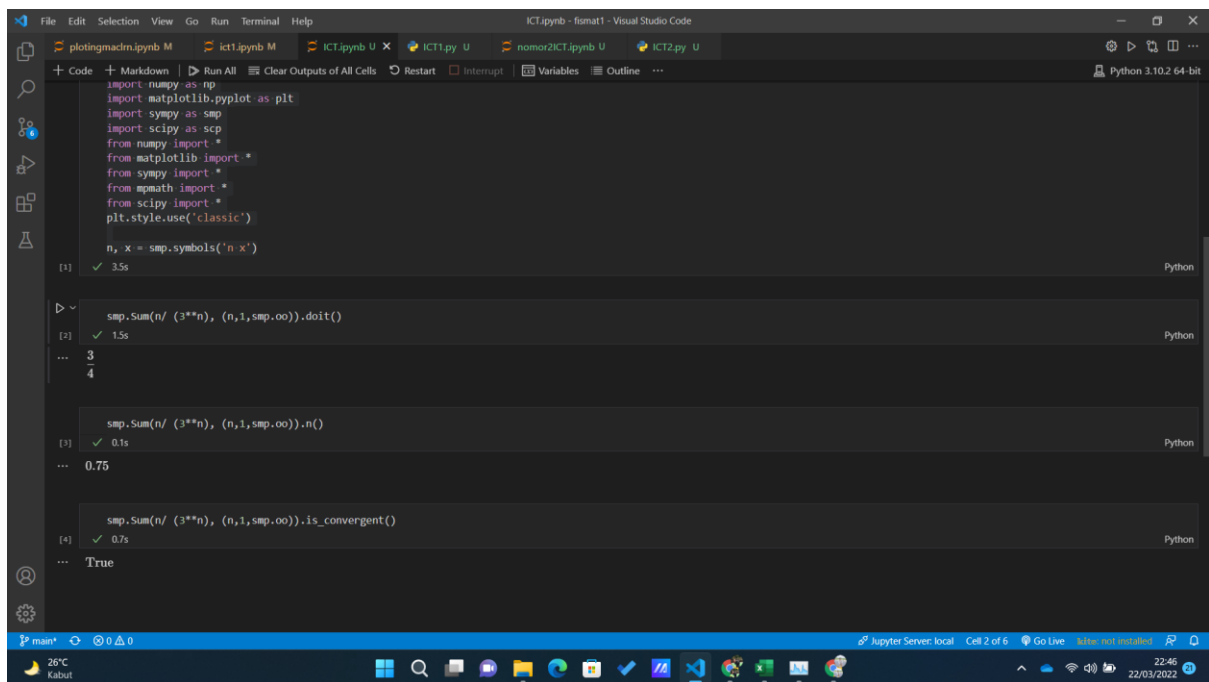 File Edit Selection View Go Run Terminal Help ICT.ipynb - fismat1 - Visual Studio Code
plotingmaclrn.ipynb M ict1.ipynb M ICT.ipynb U ICT1.py U nomor2ICT.ipynb U ICT2.py U
+ Code + Markdown | Run All Clear Outputs of All Cells Restart Interrupt | Variables Outline ... Python 3.10.2 64-bit
import numpy as np
import matplotlib.pyplot as plt
import sympy as smp
import scipy as scp
from numpy import *
from matplotlib import *
from sympy import *
from mpmath import *
from scipy import *
plt.style.use('classic')
n, x = smp.symbols('n x')
[1] ✓ 3.5s Python
smp.Sum(n/ (3**n), (n,1,smp.oo)).doit()
[2] ✓ 1.5s Python
... 3
4
smp.Sum(n/ (3**n), (n,1,smp.oo)).n()
[3] ✓ 0.1s Python
... 0.75
smp.Sum(n/ (3**n), (n,1,smp.oo)).is_convergent()
[4] ✓ 0.7s Python
... True
6
main* 0 0 Jupyter Server: local Cell 2 of 6 Go Live kite: not installed
26°C 22:46
Kabut 22/03/2022 21